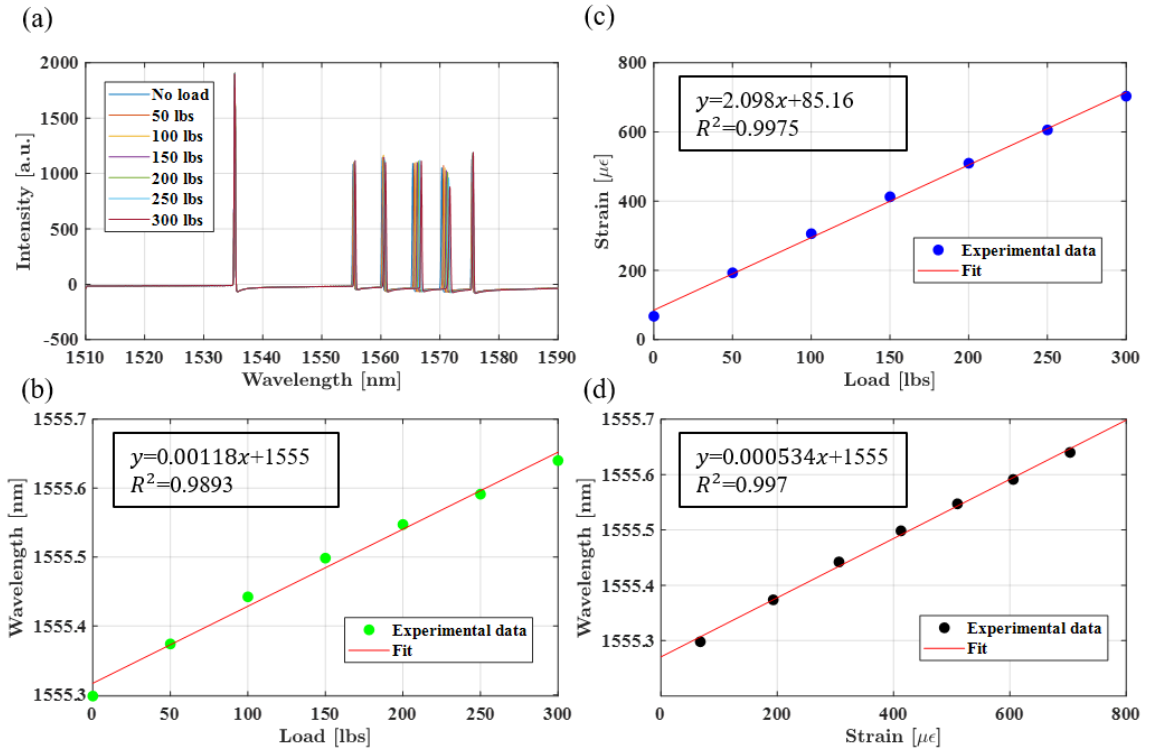 (a)
2000
1500
1000
500
0
-500
Intensity [a.u.]
No load
50 lbs
100 lbs
150 lbs
200 lbs
250 lbs
300 lbs
1510 1520 1530 1540 1550 1560 1570 1580 1590
Wavelength [nm]
(c)
800
600
400
200
0
Strain [με]
y=2.098x+85.16
R²=0.9975
Experimental data
Fit
0 50 100 150 200 250 300
Load [lbs]
(b)
1555.7
1555.6
1555.5
1555.4
1555.3
Wavelength [nm]
y=0.00118x+1555
R²=0.9893
Experimental data
Fit
0 50 100 150 200 250 300
Load [lbs]
(d)
1555.7
1555.6
1555.5
1555.4
1555.3
Wavelength [nm]
y=0.000534x+1555
R²=0.997
Experimental data
Fit
0 200 400 600 800
Strain [με]